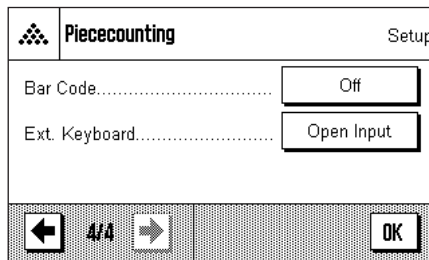 Piececounting Setup
Bar Code............................... Off
Ext. Keyboard........................ Open Input
4/4 OK